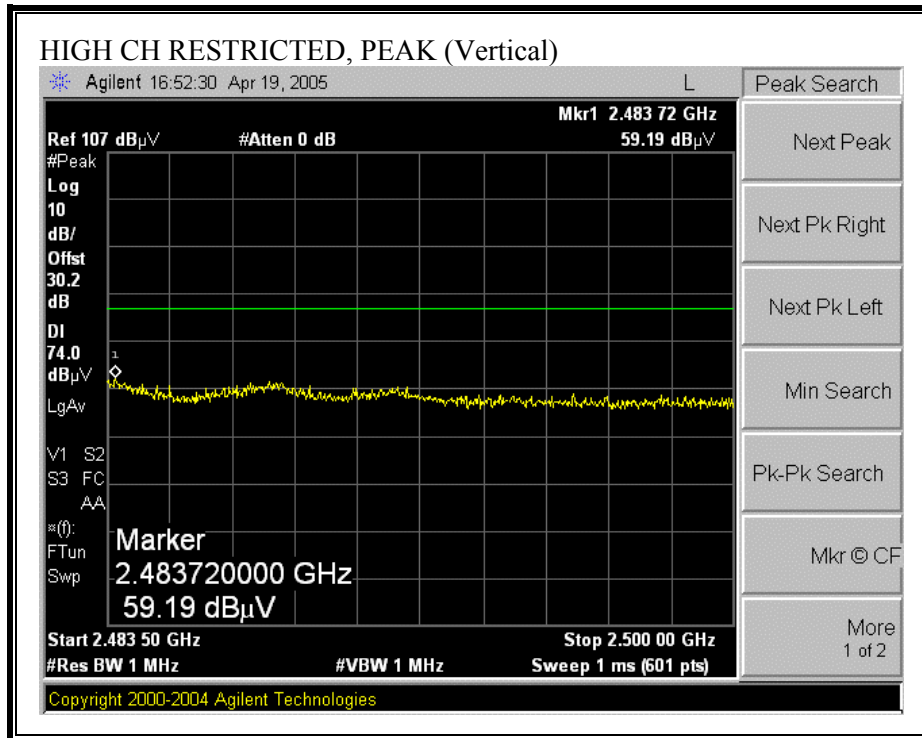 HIGH CH RESTRICTED, PEAK (Vertical)
Agilent 16:52:30 Apr 19, 2005 L
Peak Search
Mkr1 2.483 72 GHz
Ref 107 dBµV #Atten 0 dB 59.19 dBµV
#Peak
Log
10
dB/
Offst
30.2
dB
DI
74.0
dBµV
LgAv
V1 S2
S3 FC
AA
¤(f):
FTun
Swp
1
Marker
2.483720000 GHz
59.19 dBµV
Start 2.483 50 GHz Stop 2.500 00 GHz
#Res BW 1 MHz #VBW 1 MHz Sweep 1 ms (601 pts)
Copyright 2000-2004 Agilent Technologies
Next Peak
Next Pk Right
Next Pk Left
Min Search
Pk-Pk Search
Mkr © CF
More
1 of 2